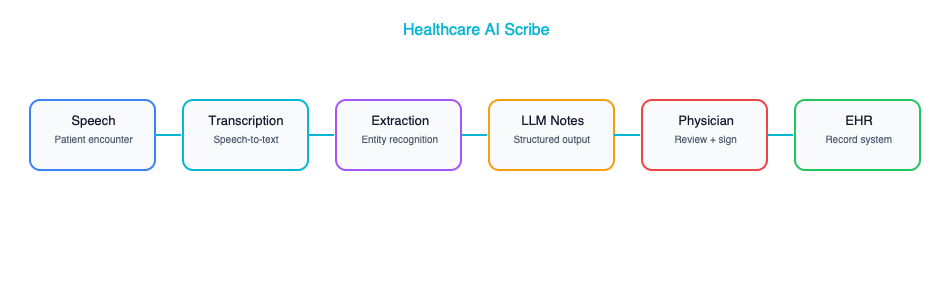 Healthcare AI Scribe
Speech
Patient encounter
Transcription
Speech-to-text
Extraction
Entity recognition
LLM Notes
Structured output
Physician
Review + sign
EHR
Record system